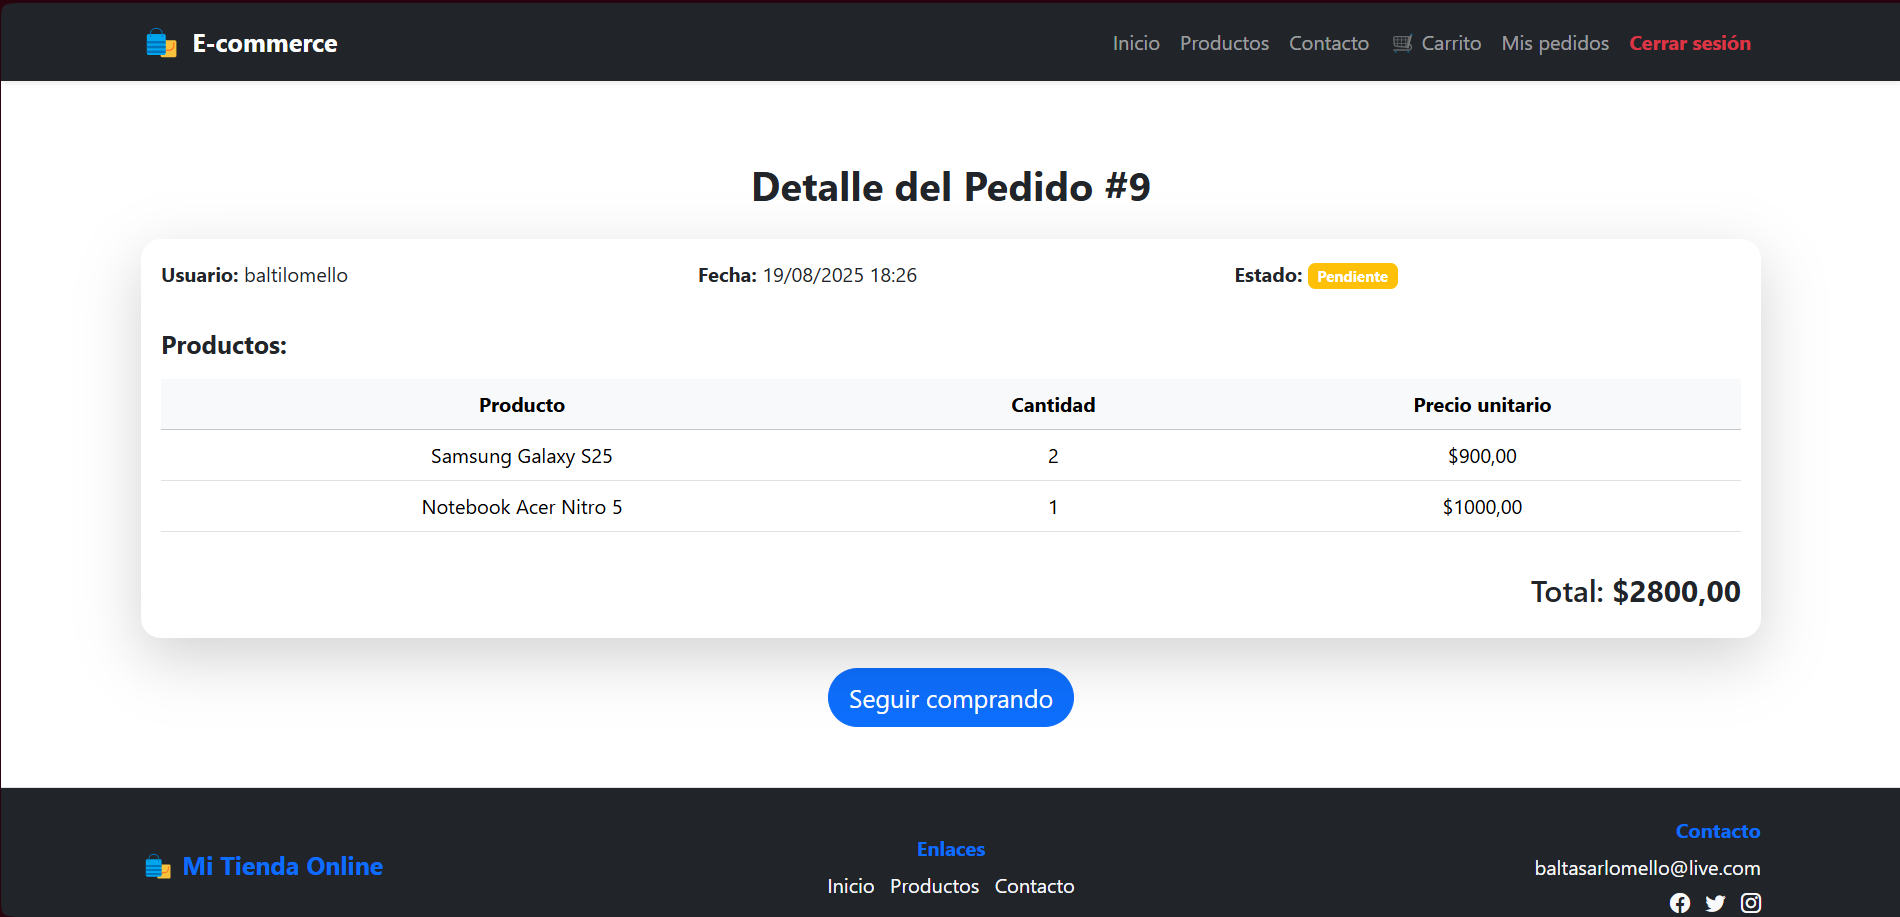 E-commerce
Inicio Productos Contacto Carrito Mis pedidos Cerrar sesión
Detalle del Pedido #9
Usuario: baltilomello Fecha: 19/08/2025 18:26 Estado: Pendiente
Productos:
Producto Cantidad Precio unitario
Samsung Galaxy S25 2 $900,00
Notebook Acer Nitro 5 1 $1000,00
Total: $2800,00
Seguir comprando
Mi Tienda Online
Enlaces
Inicio Productos Contacto
Contacto
baltasarlomello@live.com